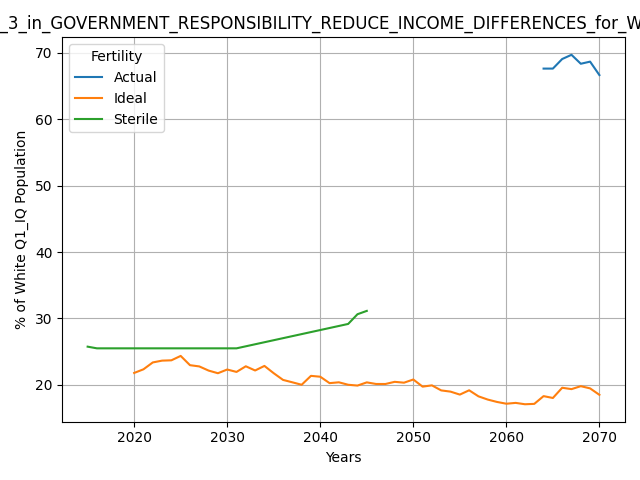 _3_in_GOVERNMENT_RESPONSIBILITY_REDUCE_INCOME_DIFFERENCES_for_W
Fertility
Actual
Ideal
Sterile
% of White Q1_IQ Population
70
60
50
40
30
20
2020 2030 2040 2050 2060 2070
Years